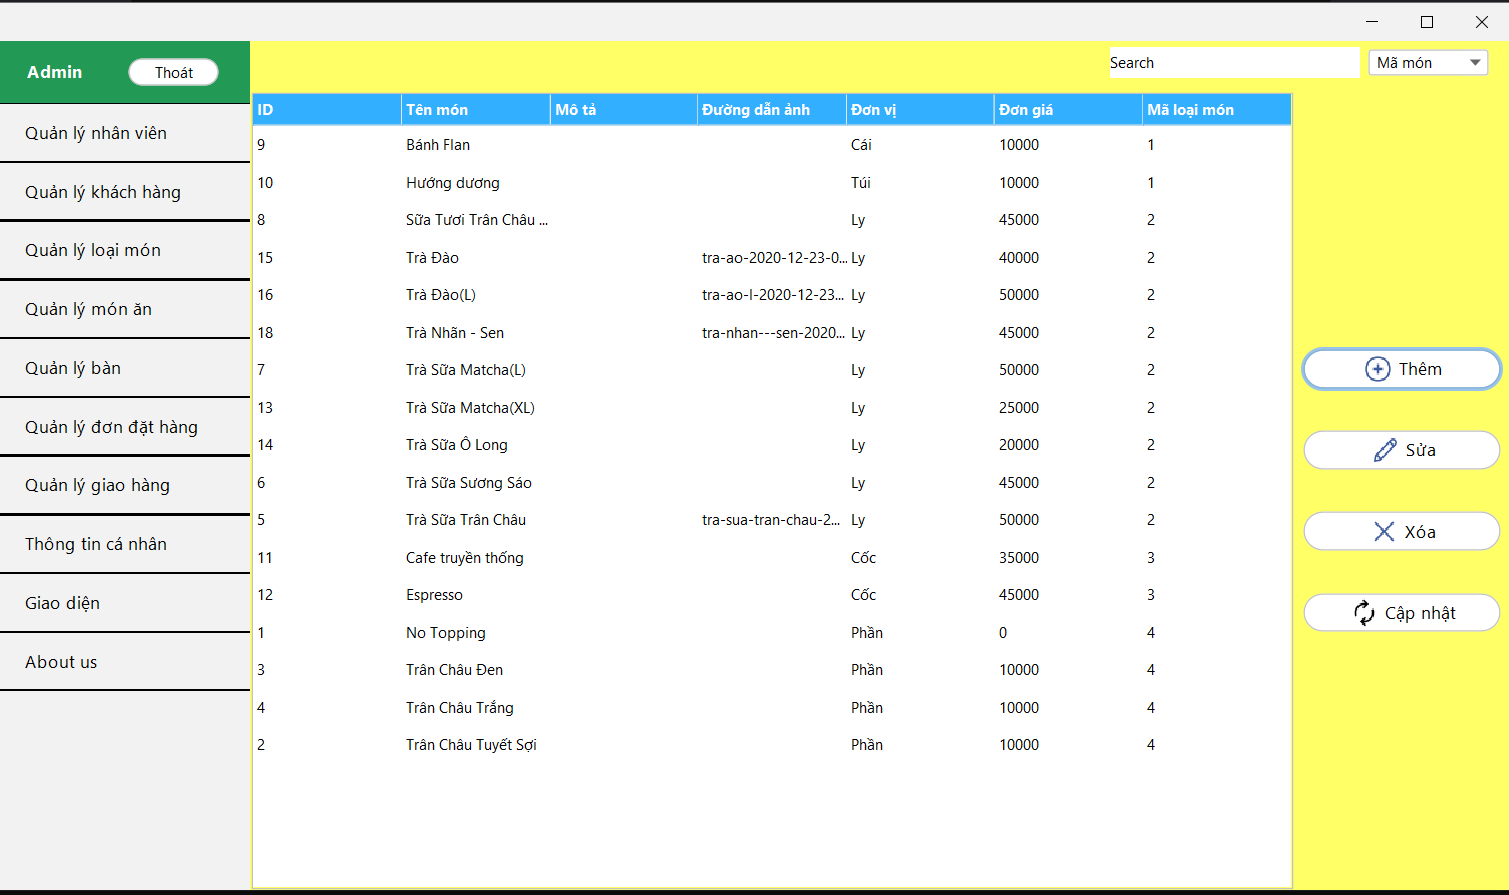 Admin Thoát
Search Mã món
Quản lý nhân viên
Quản lý khách hàng
Quản lý loại món
Quản lý món ăn
Quản lý bàn
Quản lý đơn đặt hàng
Quản lý giao hàng
Thông tin cá nhân
Giao diện
About us
ID Tên món Mô tả Đường dẫn ảnh Đơn vị Đơn giá Mã loại món
9 Bánh Flan Cái 10000 1
10 Hướng dương Túi 10000 1
8 Sữa Tươi Trân Châu ... Ly 45000 2
15 Trà Đào tra-ao-2020-12-23-0... Ly 40000 2
16 Trà Đào(L) tra-ao-l-2020-12-23... Ly 50000 2
18 Trà Nhãn - Sen tra-nhan---sen-2020... Ly 45000 2
7 Trà Sữa Matcha(L) Ly 50000 2
13 Trà Sữa Matcha(XL) Ly 25000 2
14 Trà Sữa Ô Long Ly 20000 2
6 Trà Sữa Sương Sáo Ly 45000 2
5 Trà Sữa Trân Châu tra-sua-tran-chau-2... Ly 50000 2
11 Cafe truyền thống Cốc 35000 3
12 Espresso Cốc 45000 3
1 No Topping Phần 0 4
3 Trân Châu Đen Phần 10000 4
4 Trân Châu Trắng Phần 10000 4
2 Trân Châu Tuyết Sợi Phần 10000 4
Thêm
Sửa
Xóa
Cập nhật